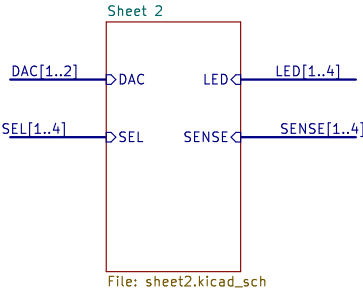 Sheet 2
DAC[1..2]
DAC
LED
LED[1..4]
SEL[1..4]
SEL
SENSE
SENSE[1..4]
File: sheet2.kicad_sch